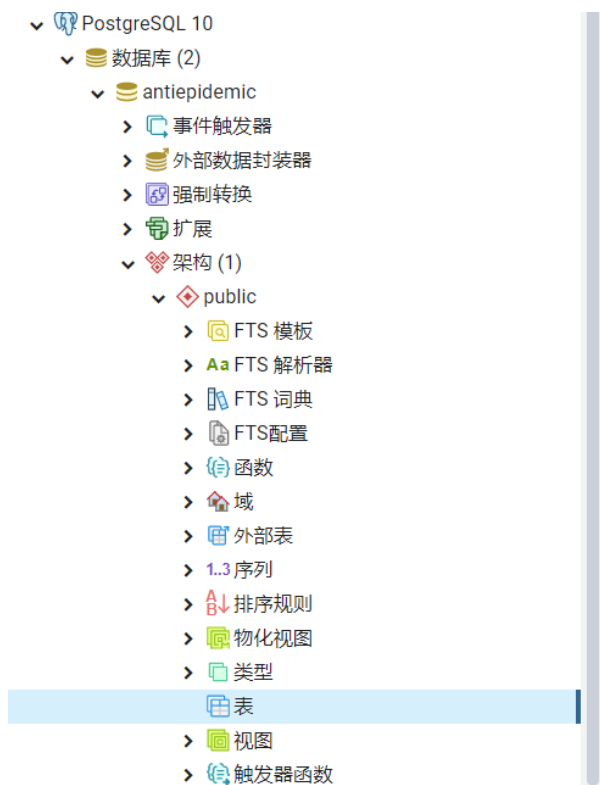 PostgreSQL 10
数据库 (2)
antiepidemic
事件触发器
外部数据封装器
强制转换
扩展
架构 (1)
public
FTS 模板
Aa FTS 解析器
FTS 词典
FTS配置
函数
域
外部表
1..3 序列
排序规则
物化视图
类型
表
视图
触发器函数